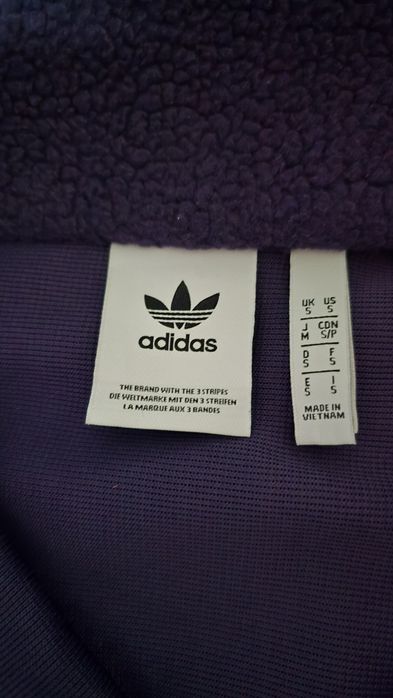 adidas
THE BRAND WITH THE 3 STRIPES
DIE WELTMARKE MIT DEN 3 STREIFEN
LA MARQUE AUX 3 BANDES
UK US
S S
J CDN
M S/P
D F
S S
E I
S S
MADE IN
VIETNAM